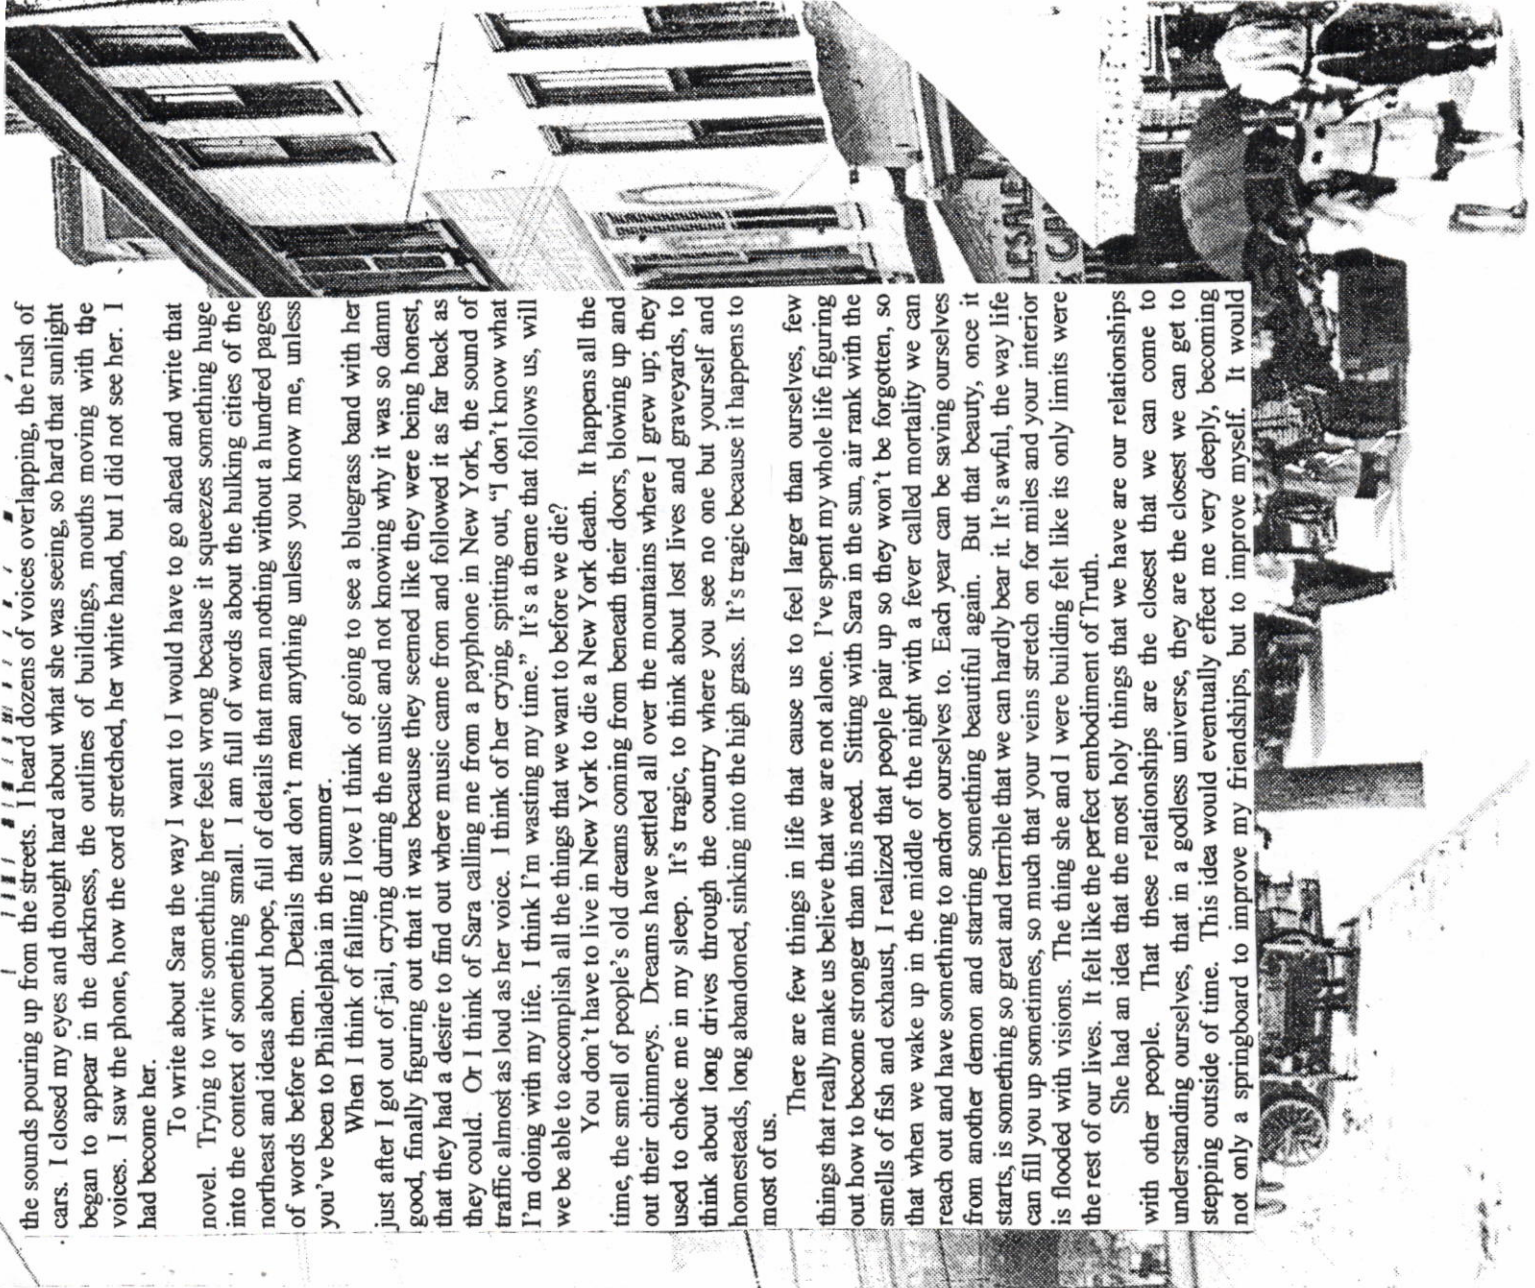 the sounds pouring up from the streets. I heard dozens of voices overlapping, the rush of
cars. I closed my eyes and thought hard about what she was seeing, so hard that sunlight
began to appear in the darkness, the outlines of buildings, mouths moving with the
voices. I saw the phone, how the cord stretched, her white hand, but I did not see her. I
had become her.
To write about Sara the way I want to I would have to go ahead and write that
novel. Trying to write something here feels wrong because it squeezes something huge
into the context of something small. I am full of words about the hulking cities of the
northeast and ideas about hope, full of details that mean nothing without a hundred pages
of words before them. Details that don't mean anything unless you know me, unless
you've been to Philadelphia in the summer.
When I think of falling I love I think of going to see a bluegrass band with her
just after I got out of jail, crying during the music and not knowing why it was so damn
good, finally figuring out that it was because they seemed like they were being honest,
that they had a desire to find out where music came from and followed it as far back as
they could. Or I think of Sara calling me from a payphone in New York, the sound of
traffic almost as loud as her voice. I think of her crying, spitting out, "I don't know what
I'm doing with my life. I think I'm wasting my time." It's a theme that follows us, will
we be able to accomplish all the things that we want to before we die?
You don't have to live in New York to die a New York death. It happens all the
time, the smell of people's old dreams coming from beneath their doors, blowing up and
out their chimneys. Dreams have settled all over the mountains where I grew up; they
used to choke me in my sleep. It's tragic, to think about lost lives and graveyards, to
think about long drives through the country where you see no one but yourself and
homesteads, long abandoned, sinking into the high grass. It's tragic because it happens to
most of us.
There are few things in life that cause us to feel larger than ourselves, few
things that really make us believe that we are not alone. I've spent my whole life figuring
out how to become stronger than this need. Sitting with Sara in the sun, air rank with the
smells of fish and exhaust, I realized that people pair up so they won't be forgotten, so
that when we wake up in the middle of the night with a fever called mortality we can
reach out and have something to anchor ourselves to. Each year can be saving ourselves
from another demon and starting something beautiful again. But that beauty, once it
starts, is something so great and terrible that we can hardly bear it. It's awful, the way life
can fill you up sometimes, so much that your veins stretch on for miles and your interior
is flooded with visions. The thing she and I were building felt like its only limits were
the rest of our lives. It felt like the perfect embodiment of Truth.
She had an idea that the most holy things that we have are our relationships
with other people. That these relationships are the closest that we can come to
understanding ourselves, that in a godless universe, they are the closest we can get to
stepping outside of time. This idea would eventually effect me very deeply, becoming
not only a springboard to improve my friendships, but to improve myself. It would
LESALE